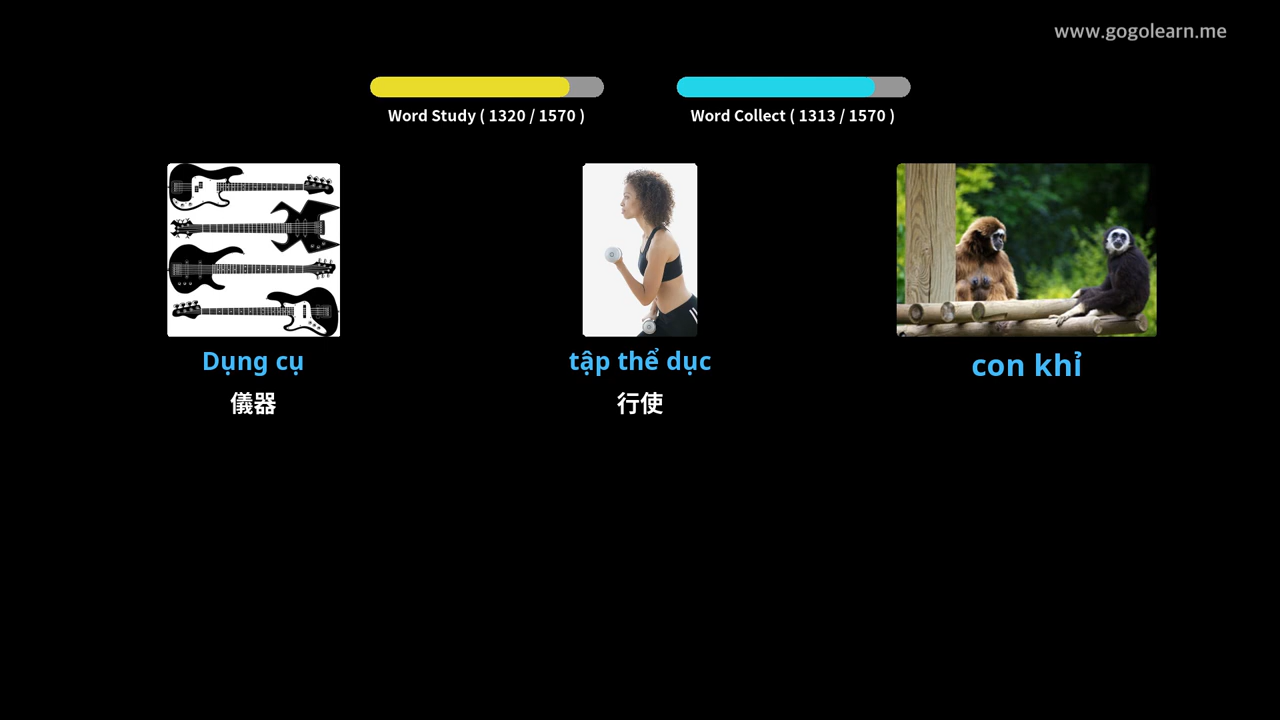 www.gogolearn.me
Word Study ( 1320 / 1570 )
Word Collect ( 1313 / 1570 )
Dụng cụ
儀器
tập thể dục
行使
con khỉ